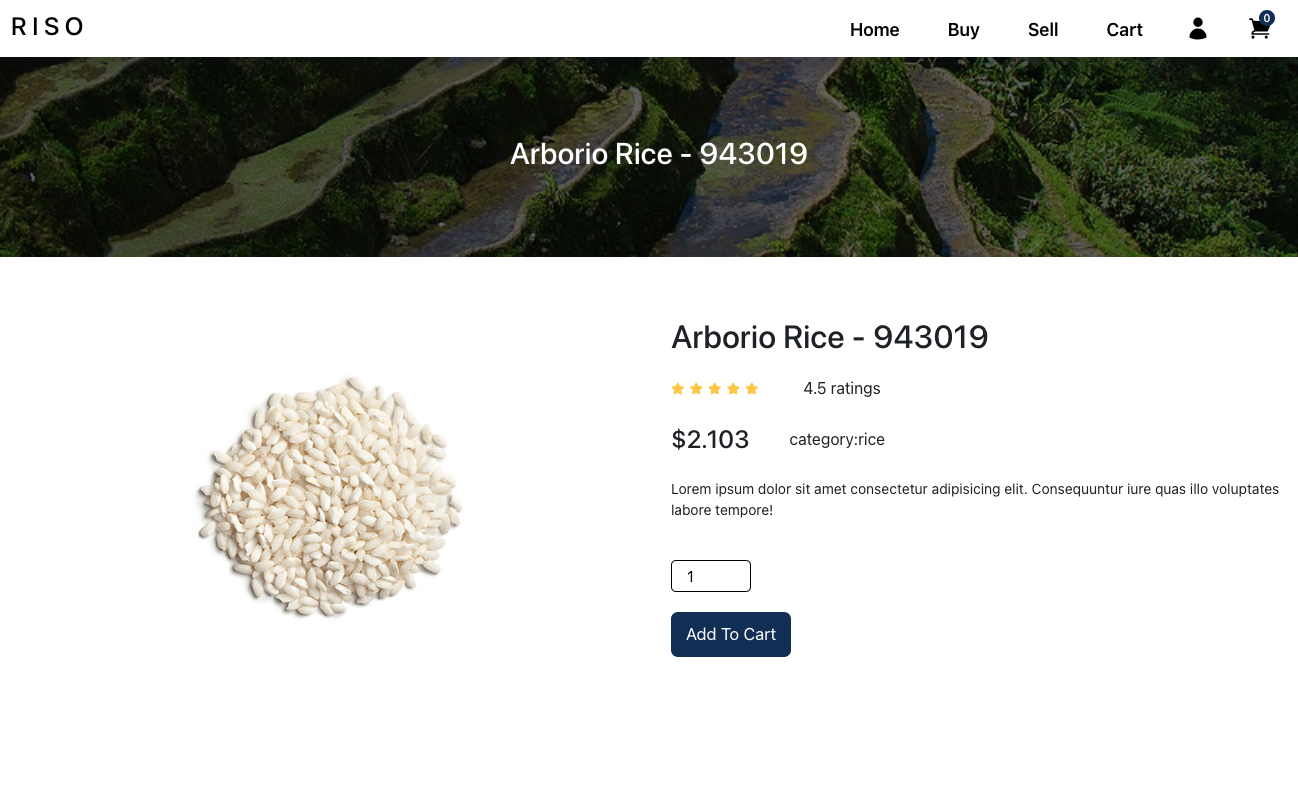 RISO
Home Buy Sell Cart 0
Arborio Rice - 943019
Arborio Rice - 943019
4.5 ratings
$2.103 category:rice
Lorem ipsum dolor sit amet consectetur adipisicing elit. Consequuntur iure quas illo voluptates
labore tempore!
1
Add To Cart